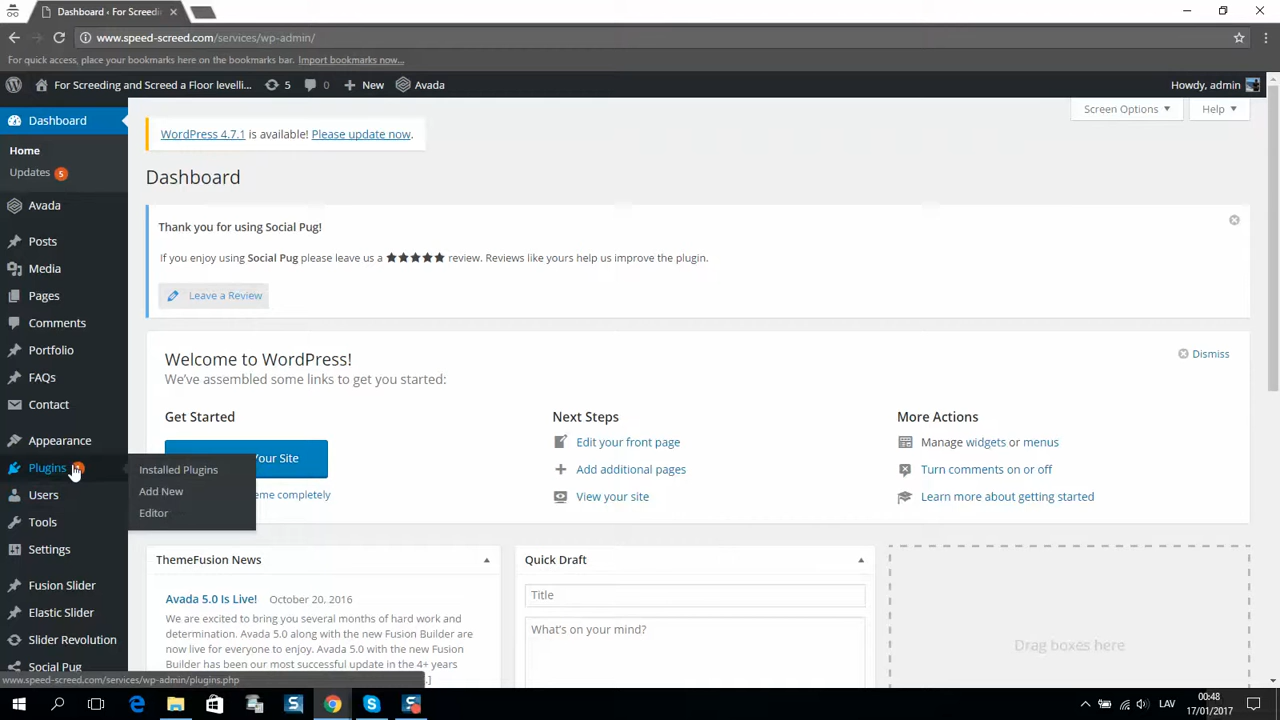 Dashboard ‹ For Screedi
www.speed-screed.com/services/wp-admin/
For quick access, place your bookmarks here on the bookmarks bar. Import bookmarks now...
For Screeding and Screed a Floor levelli... 5 0 New Avada
Howdy, admin
Dashboard
Home
Updates 5
Avada
Posts
Media
Pages
Comments
Portfolio
FAQs
Contact
Appearance
Plugins
Users
Tools
Settings
Fusion Slider
Elastic Slider
Slider Revolution
Social Pug
Installed Plugins
Add New
Editor
Screen Options
Help
WordPress 4.7.1 is available! Please update now.
Dashboard
Thank you for using Social Pug!
If you enjoy using Social Pug please leave us a ★★★★★ review. Reviews like yours help us improve the plugin.
Leave a Review
Welcome to WordPress!
We've assembled some links to get you started:
Dismiss
Get Started
Your Site
eme completely
Next Steps
Edit your front page
Add additional pages
View your site
More Actions
Manage widgets or menus
Turn comments on or off
Learn more about getting started
ThemeFusion News
Avada 5.0 Is Live! October 20, 2016
We are excited to bring you several months of hard work and
determination. Avada 5.0 along with the new Fusion Builder are
now live for everyone to enjoy. Avada 5.0 with the new Fusion
Builder has been our most successful update in the 4+ years
.]
Quick Draft
Title
What's on your mind?
Drag boxes here
www.speed-screed.com/services/wp-admin/plugins.php
LAV
00:48
17/01/2017